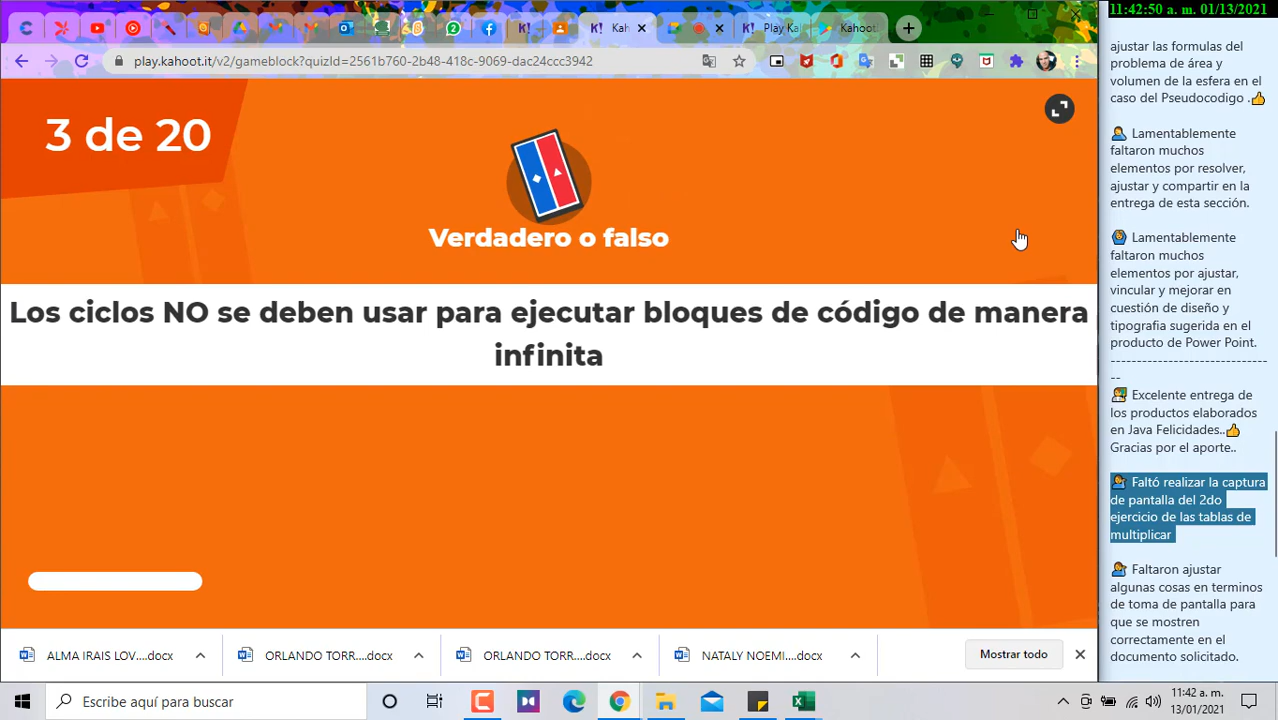 11:42:50 a. m. 01/13/2021
Kah
Play Ka
Kahoot!
play.kahoot.it/v2/gameblock?quizId=2561b760-2b48-418c-9069-dac24ccc3942
3 de 20
Verdadero o falso
Los ciclos NO se deben usar para ejecutar bloques de código de manera
infinita
ajustar las formulas del
problema de área y
volumen de la esfera en el
caso del Pseudocodigo .👍
Lamentablemente
faltaron muchos
elementos por resolver,
ajustar y compartir en la
entrega de esta sección.
Lamentablemente
faltaron muchos
elementos por ajustar,
vincular y mejorar en
cuestión de diseño y
tipografia sugerida en el
producto de Power Point.
--------------------------------
--
Excelente entrega de
los productos elaborados
en Java Felicidades..👍
Gracias por el aporte..
Faltó realizar la captura
de pantalla del 2do
ejercicio de las tablas de
multiplicar
Faltaron ajustar
algunas cosas en terminos
de toma de pantalla para
que se mostren
correctamente en el
documento solicitado.
ALMA IRAIS LOV....docx
ORLANDO TORR....docx
ORLANDO TORR....docx
NATALY NOEMI....docx
Mostrar todo
Escribe aquí para buscar
11:42 a. m.
13/01/2021